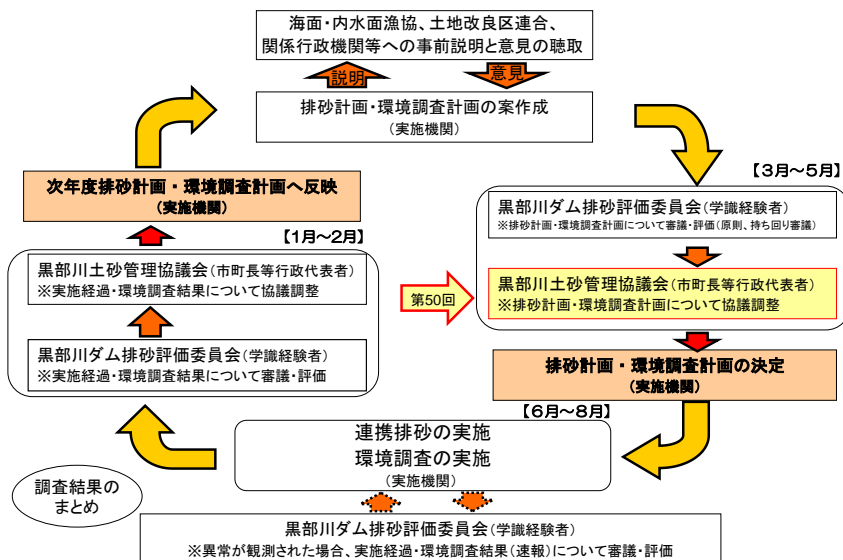 海面・内水面漁協、土地改良区連合、
関係行政機関等への事前説明と意見の聴取
説明
意見
排砂計画・環境調査計画の案作成
(実施機関)
【3月～5月】
黒部川ダム排砂評価委員会(学識経験者)
※排砂計画・環境調査計画について審議・評価(原則、持ち回り審議)
第50回
黒部川土砂管理協議会(市町長等行政代表者)
※排砂計画・環境調査計画について協議調整
排砂計画・環境調査計画の決定
(実施機関)
【6月～8月】
連携排砂の実施
環境調査の実施
(実施機関)
黒部川ダム排砂評価委員会(学識経験者)
※異常が観測された場合、実施経過・環境調査結果(速報)について審議・評価
調査結果の
まとめ
黒部川ダム排砂評価委員会(学識経験者)
※実施経過・環境調査結果について審議・評価
黒部川土砂管理協議会(市町長等行政代表者)
※実施経過・環境調査結果について協議調整
【1月～2月】
次年度排砂計画・環境調査計画へ反映
(実施機関)